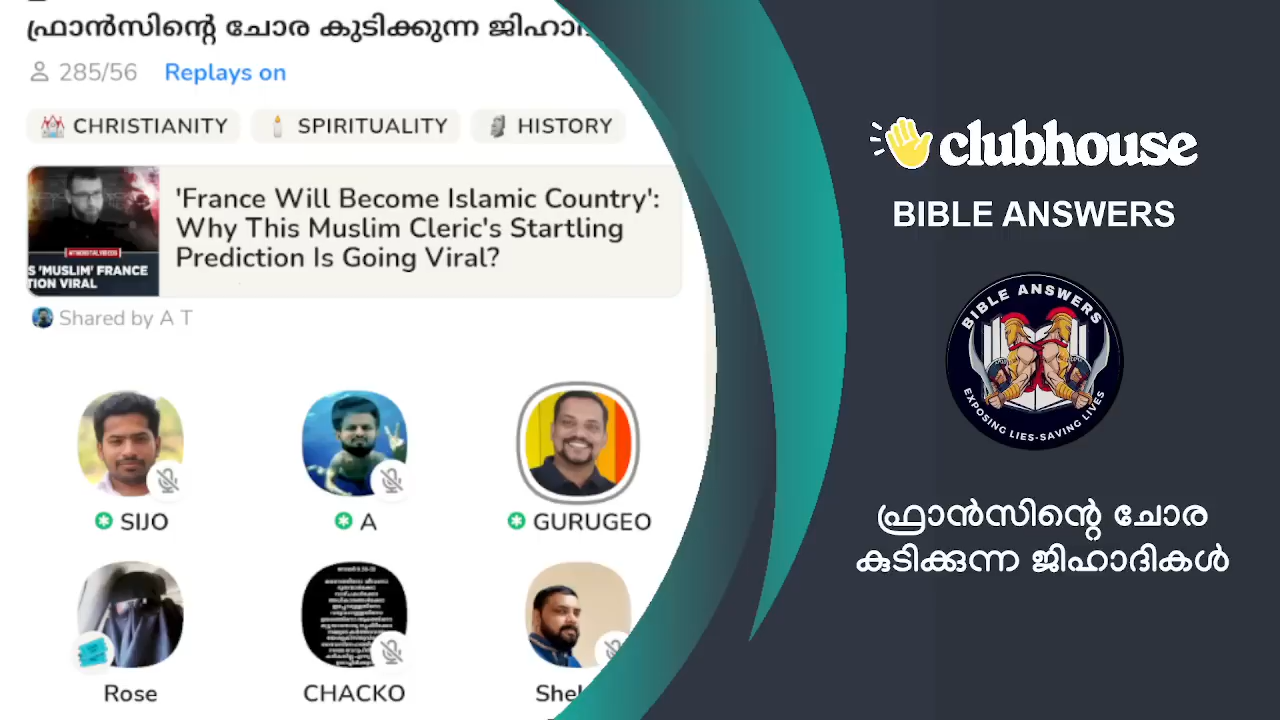 ഫ്രാൻസിന്റെ ചോര കുടിക്കുന്ന
285/56 Replays on
CHRISTIANITY SPIRITUALITY HISTORY
'France Will Become Islamic Country':
Why This Muslim Cleric's Startling
Prediction Is Going Viral?
S 'MUSLIM' FRANCE
TION VIRAL
Shared by A T
SIJO A GURUGEO
Rose CHACKO
clubhouse
BIBLE ANSWERS
BIBLE ANSWERS
EXPOSING LIES-SAVING LIVES
ഫ്രാൻസിന്റെ ചോര
കുടിക്കുന്ന ജിഹാദികൾ